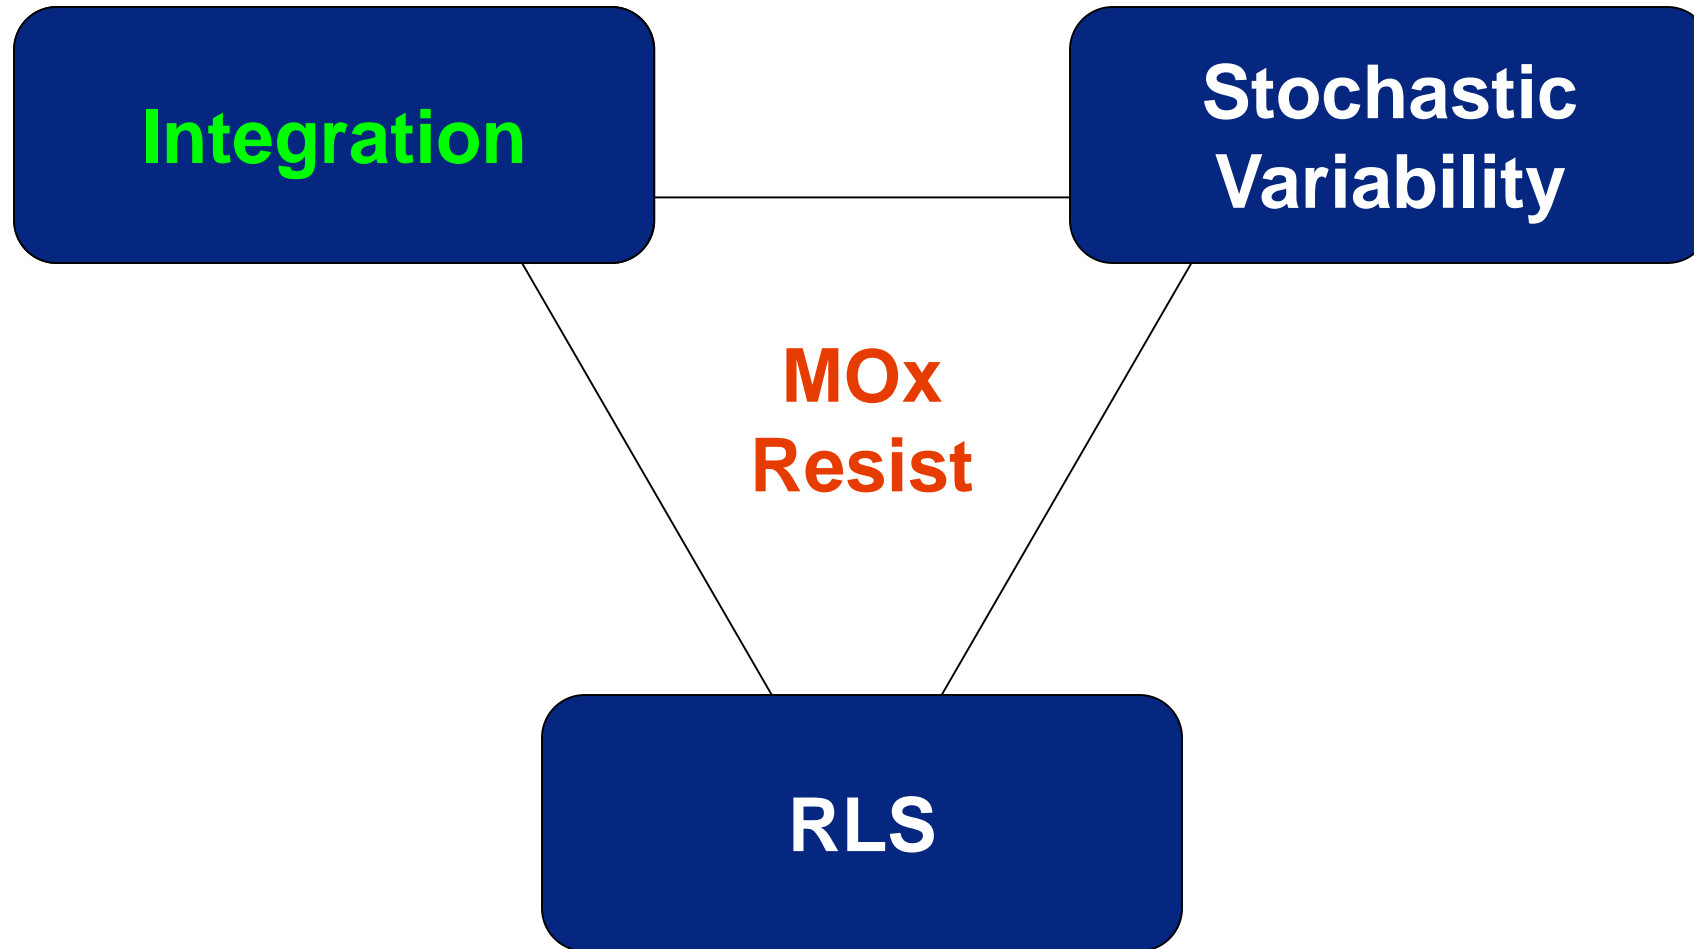 Integration
Stochastic
Variability
MOx
Resist
RLS